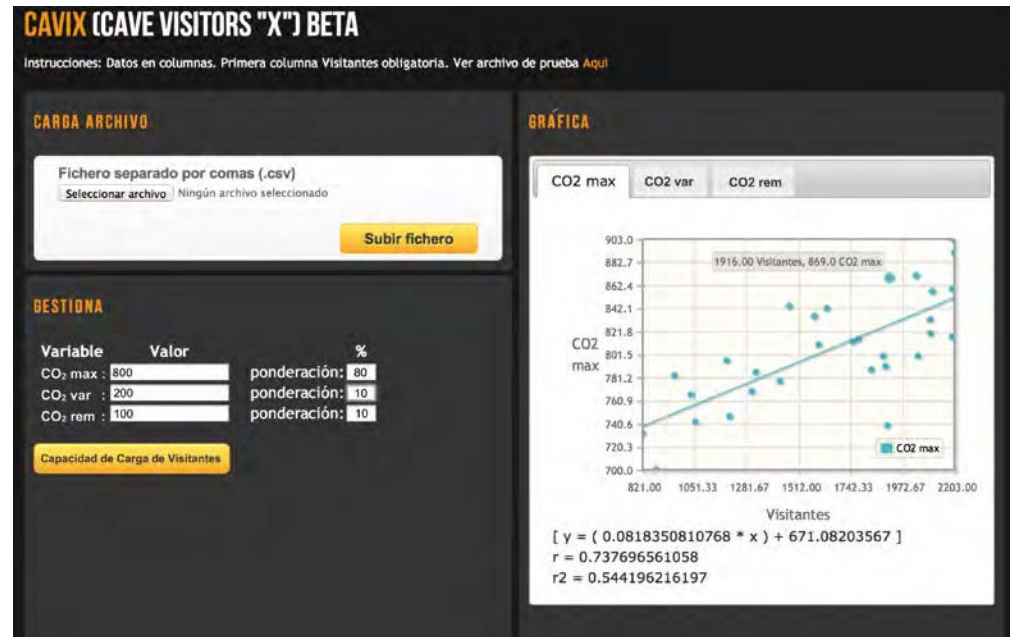 CAVIX (CAVE VISITORS "X") BETA
Instrucciones: Datos en columnas. Primera columna Visitantes obligatoria. Ver archivo de prueba Aquí
CARGA ARCHIVO
Fichero separado por comas (.csv)
Seleccionar archivo Ningún archivo seleccionado
Subir fichero
GESTIONA
Variable Valor %
CO₂ max : 800 ponderación: 80
CO₂ var : 200 ponderación: 10
CO₂ rem : 100 ponderación: 10
Capacidad de Carga de Visitantes
GRÁFICA
CO2 max CO2 var CO2 rem
903.0
882.7
862.4
842.1
821.8
801.5
781.2
760.9
740.6
720.3
700.0
CO2
max
1916.00 Visitantes, 869.0 CO2 max
CO2 max
821.00 1051.33 1281.67 1512.00 1742.33 1972.67 2203.00
Visitantes
[ y = ( 0.0818350810768 * x ) + 671.08203567 ]
r = 0.737696561058
r2 = 0.544196216197